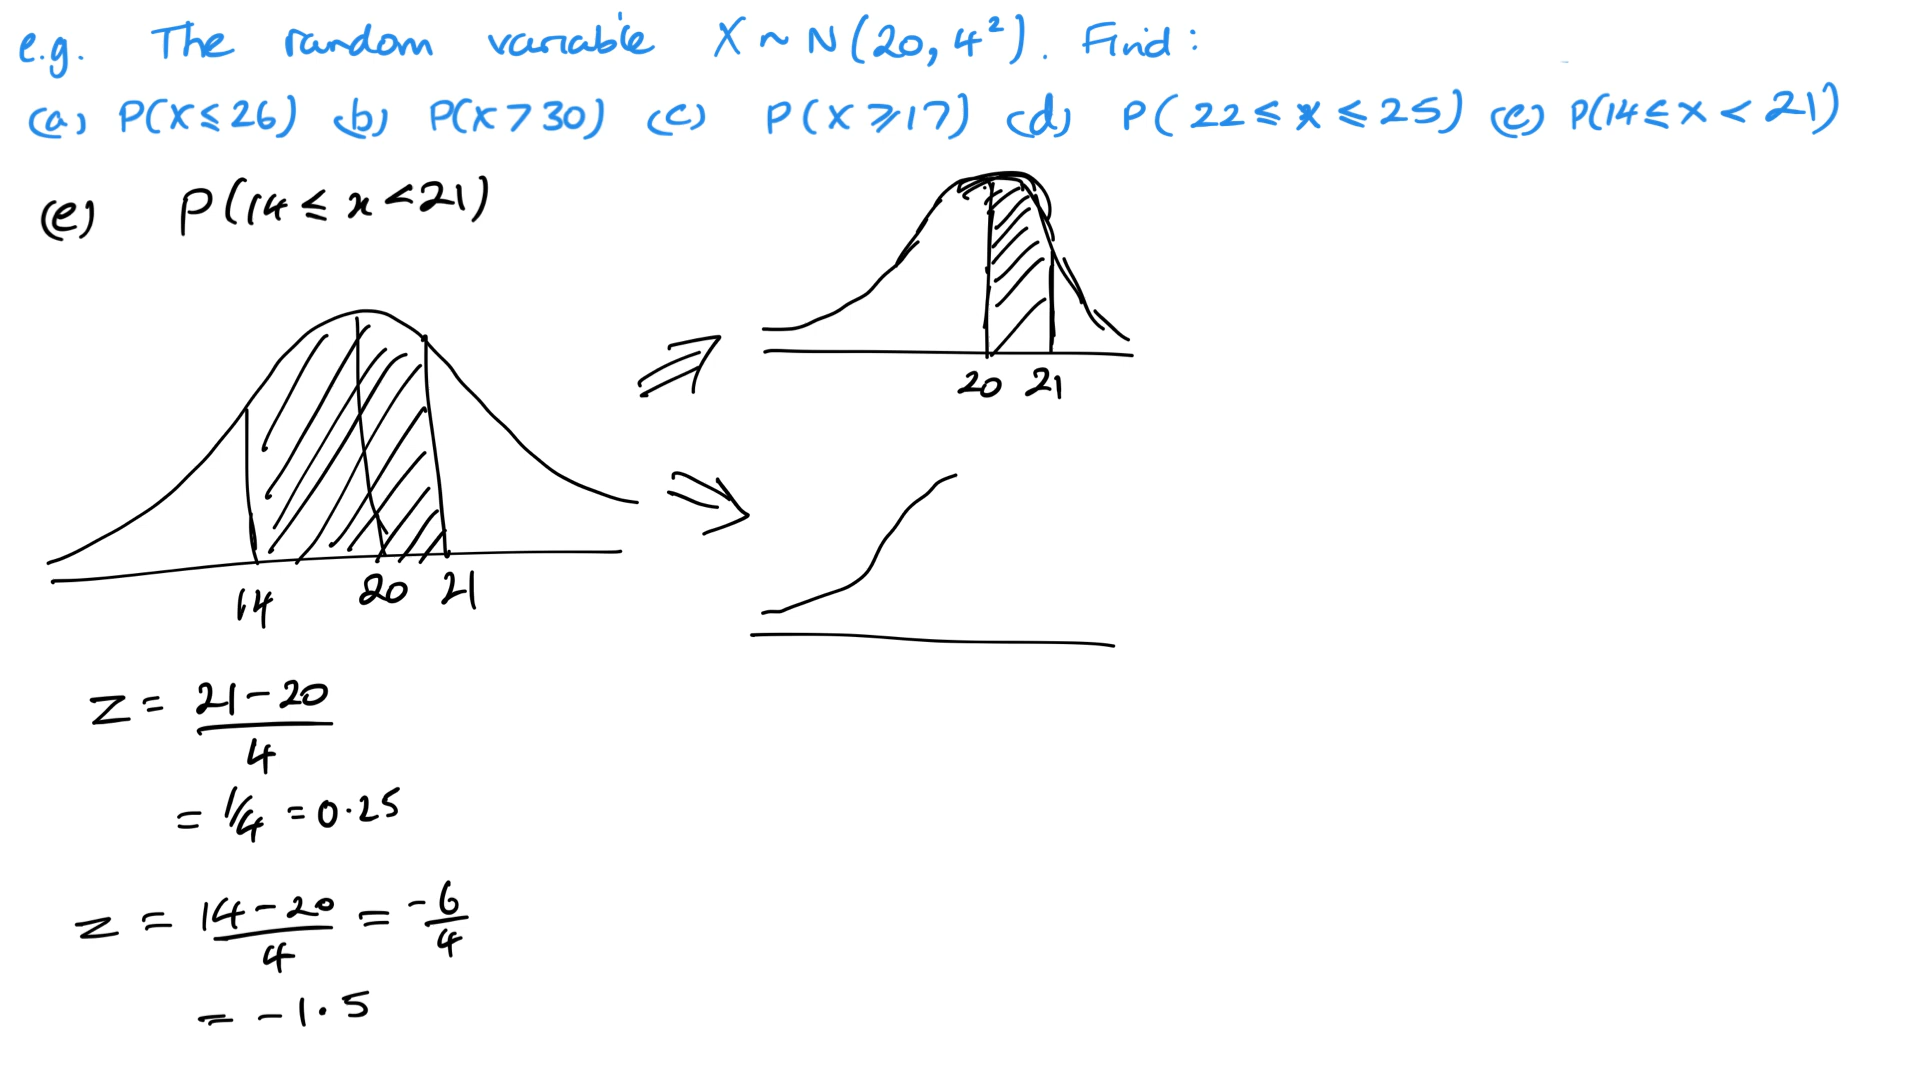 e.g. The random variable X ~ N(20, 4²). Find:
(a) P(X ≤ 26) (b) P(X > 30) (c) P(X ≥ 17) (d) P(22 ≤ x ≤ 25) (e) P(14 ≤ x < 21)
(e) P(14 ≤ x < 21)
20 21
14 20 21
Z = (21 - 20)/4
= 1/4 = 0.25
Z = (14 - 20)/4 = -6/4
= -1.5